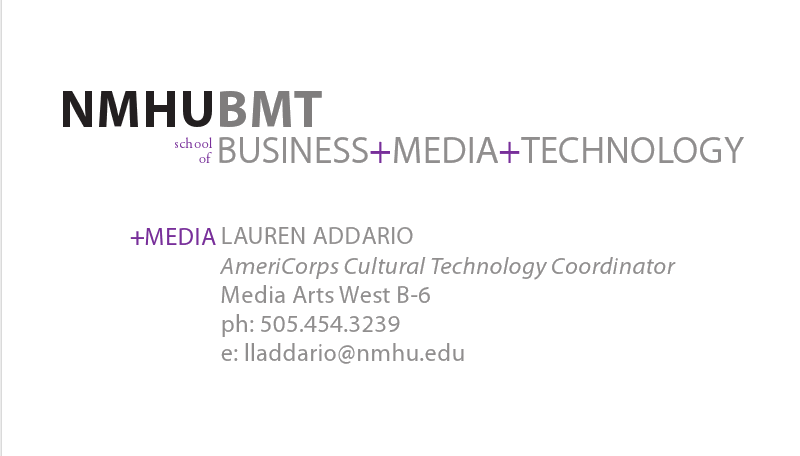 NMHUBMT
school of BUSINESS+MEDIA+TECHNOLOGY
+MEDIA LAUREN ADDARIO
AmeriCorps Cultural Technology Coordinator
Media Arts West B-6
ph: 505.454.3239
e: lladdario@nmhu.edu